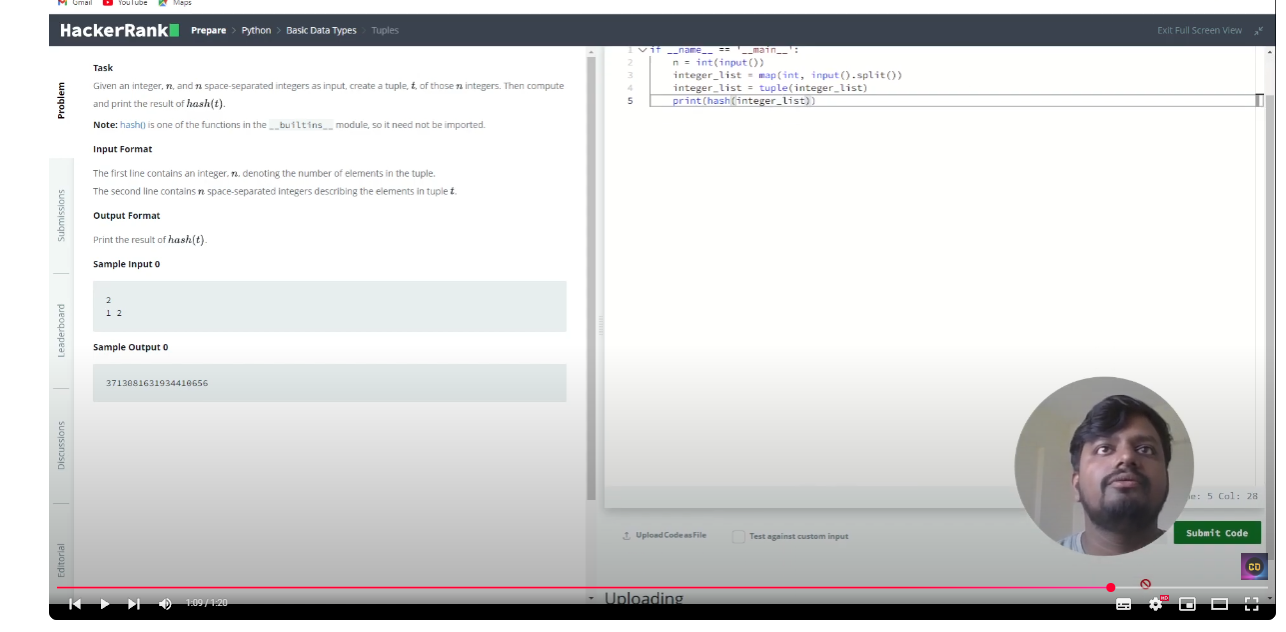 Gmail YouTube Maps
HackerRank Prepare > Python > Basic Data Types > Tuples Exit Full Screen View
Problem
Submissions
Leaderboard
Discussions
Editorial
Task
Given an integer, n, and n space-separated integers as input, create a tuple, t, of those n integers. Then compute
and print the result of hash(t).
Note: hash() is one of the functions in the __builtins__ module, so it need not be imported.
Input Format
The first line contains an integer, n, denoting the number of elements in the tuple.
The second line contains n space-separated integers describing the elements in tuple t.
Output Format
Print the result of hash(t).
Sample Input 0
2
1 2
Sample Output 0
3713081631934410656
1 if __name__ == '__main__':
2 n = int(input())
3 integer_list = map(int, input().split())
4 integer_list = tuple(integer_list)
5 print(hash(integer_list))
5 Col: 28
Upload Code as File Test against custom input
Submit Code
CD
Uploading
1:09 / 1:20
HD